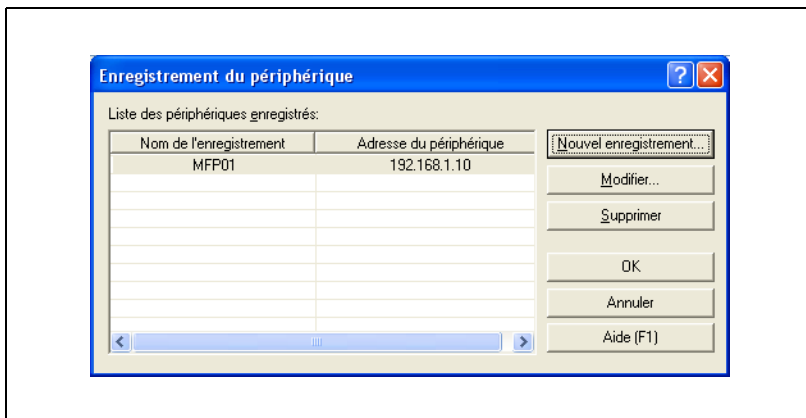 Enregistrement du périphérique
Liste des périphériques enregistrés:
Nom de l'enregistrement Adresse du périphérique
MFP01 192.168.1.10
Nouvel enregistrement...
Modifier...
Supprimer
OK
Annuler
Aide (F1)